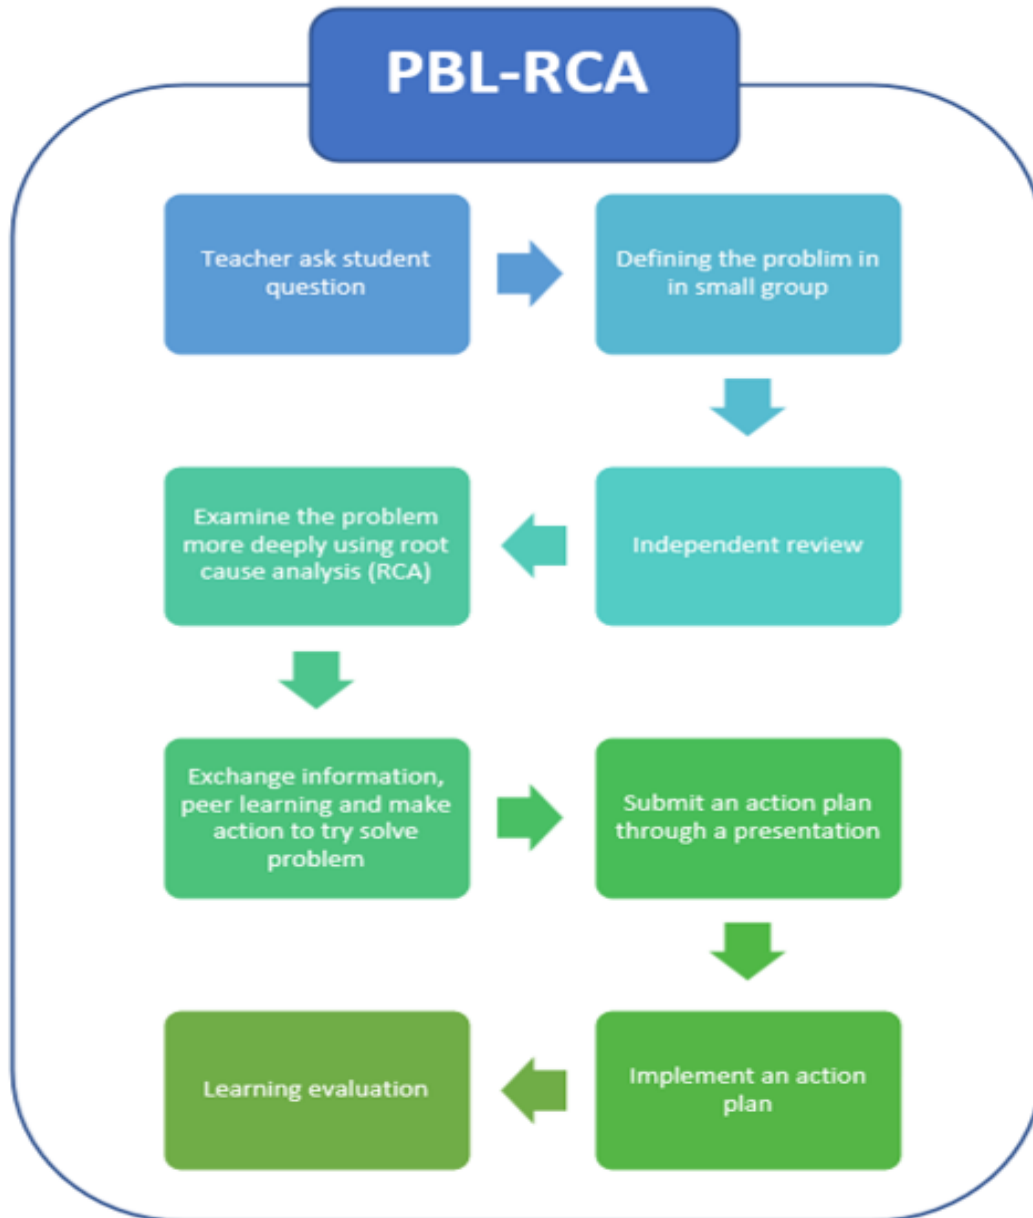 PBL-RCA
Teacher ask student
question
Defining the problim in
in small group
Independent review
Examine the problem
more deeply using root
cause analysis (RCA)
Exchange information,
peer learning and make
action to try solve
problem
Submit an action plan
through a presentation
Implement an action
plan
Learning evaluation